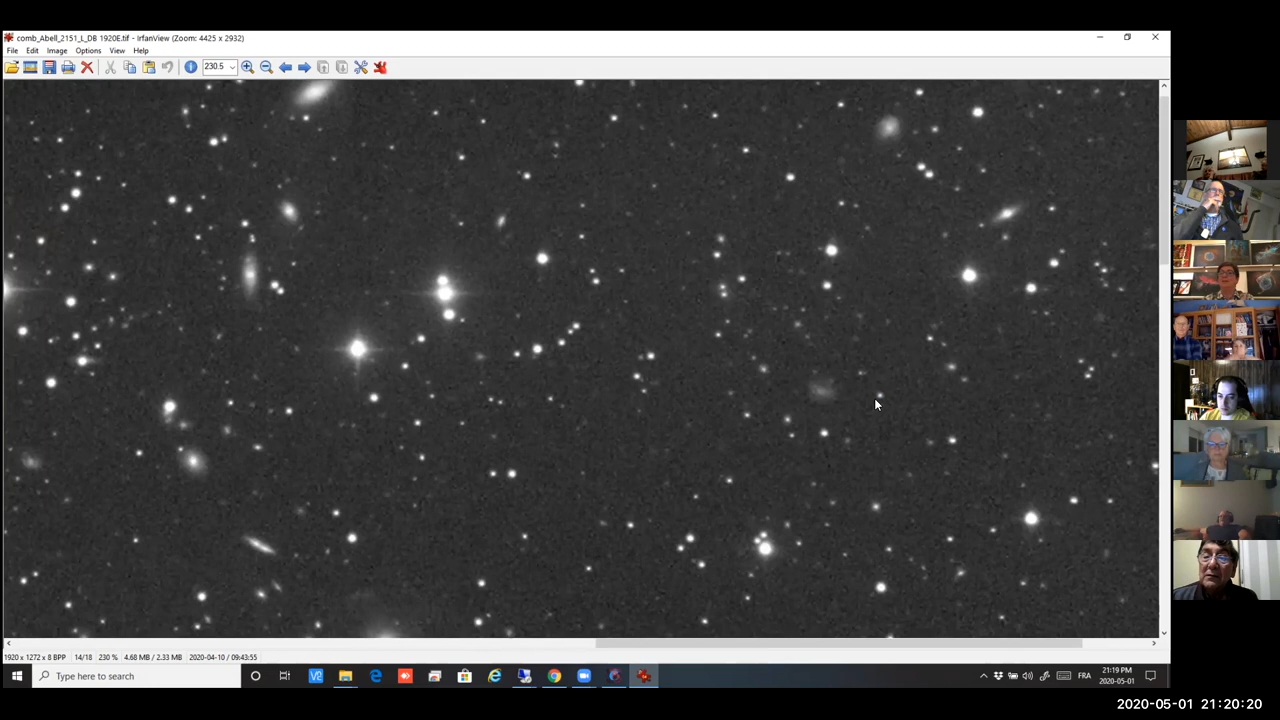 comb_Abell_2151_L_DB 1920E.tif - IrfanView (Zoom: 4425 x 2932)
File Edit Image Options View Help
230.5
1920 x 1272 x 8 BPP 14/18 230 % 4.68 MB / 2.33 MB 2020-04-10 / 09:43:55
Type here to search
FRA
21:19 PM
2020-05-01
2020-05-01 21:20:20